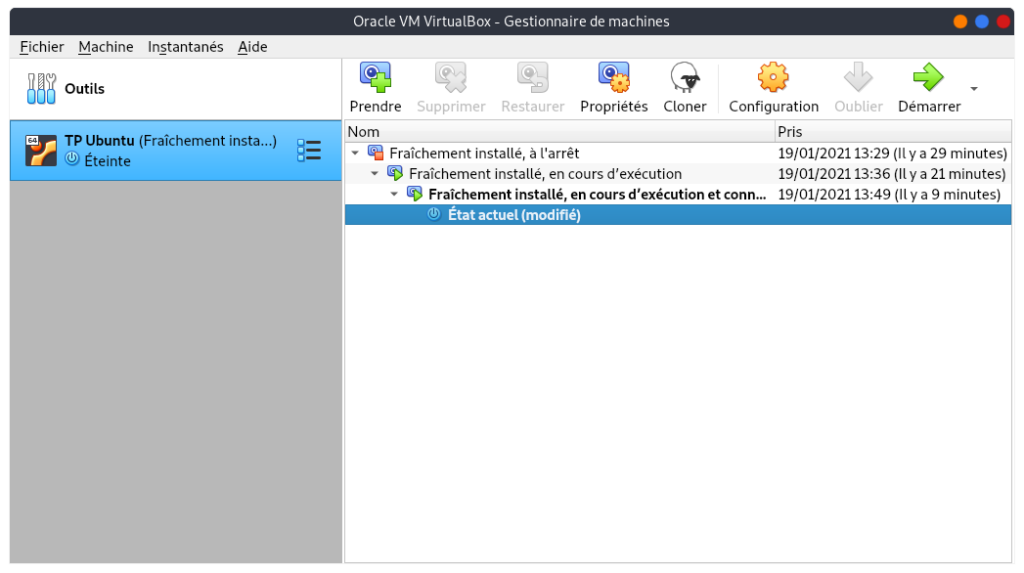 Oracle VM VirtualBox - Gestionnaire de machines
Fichier Machine Instantanés Aide
Outils
Prendre Supprimer Restaurer Propriétés Cloner Configuration Oublier Démarrer
64
TP Ubuntu (Fraîchement insta...)
Éteinte
Nom Pris
Fraîchement installé, à l'arrêt 19/01/2021 13:29 (Il y a 29 minutes)
Fraîchement installé, en cours d’exécution 19/01/2021 13:36 (Il y a 21 minutes)
Fraîchement installé, en cours d’exécution et conn... 19/01/2021 13:49 (Il y a 9 minutes)
État actuel (modifié)